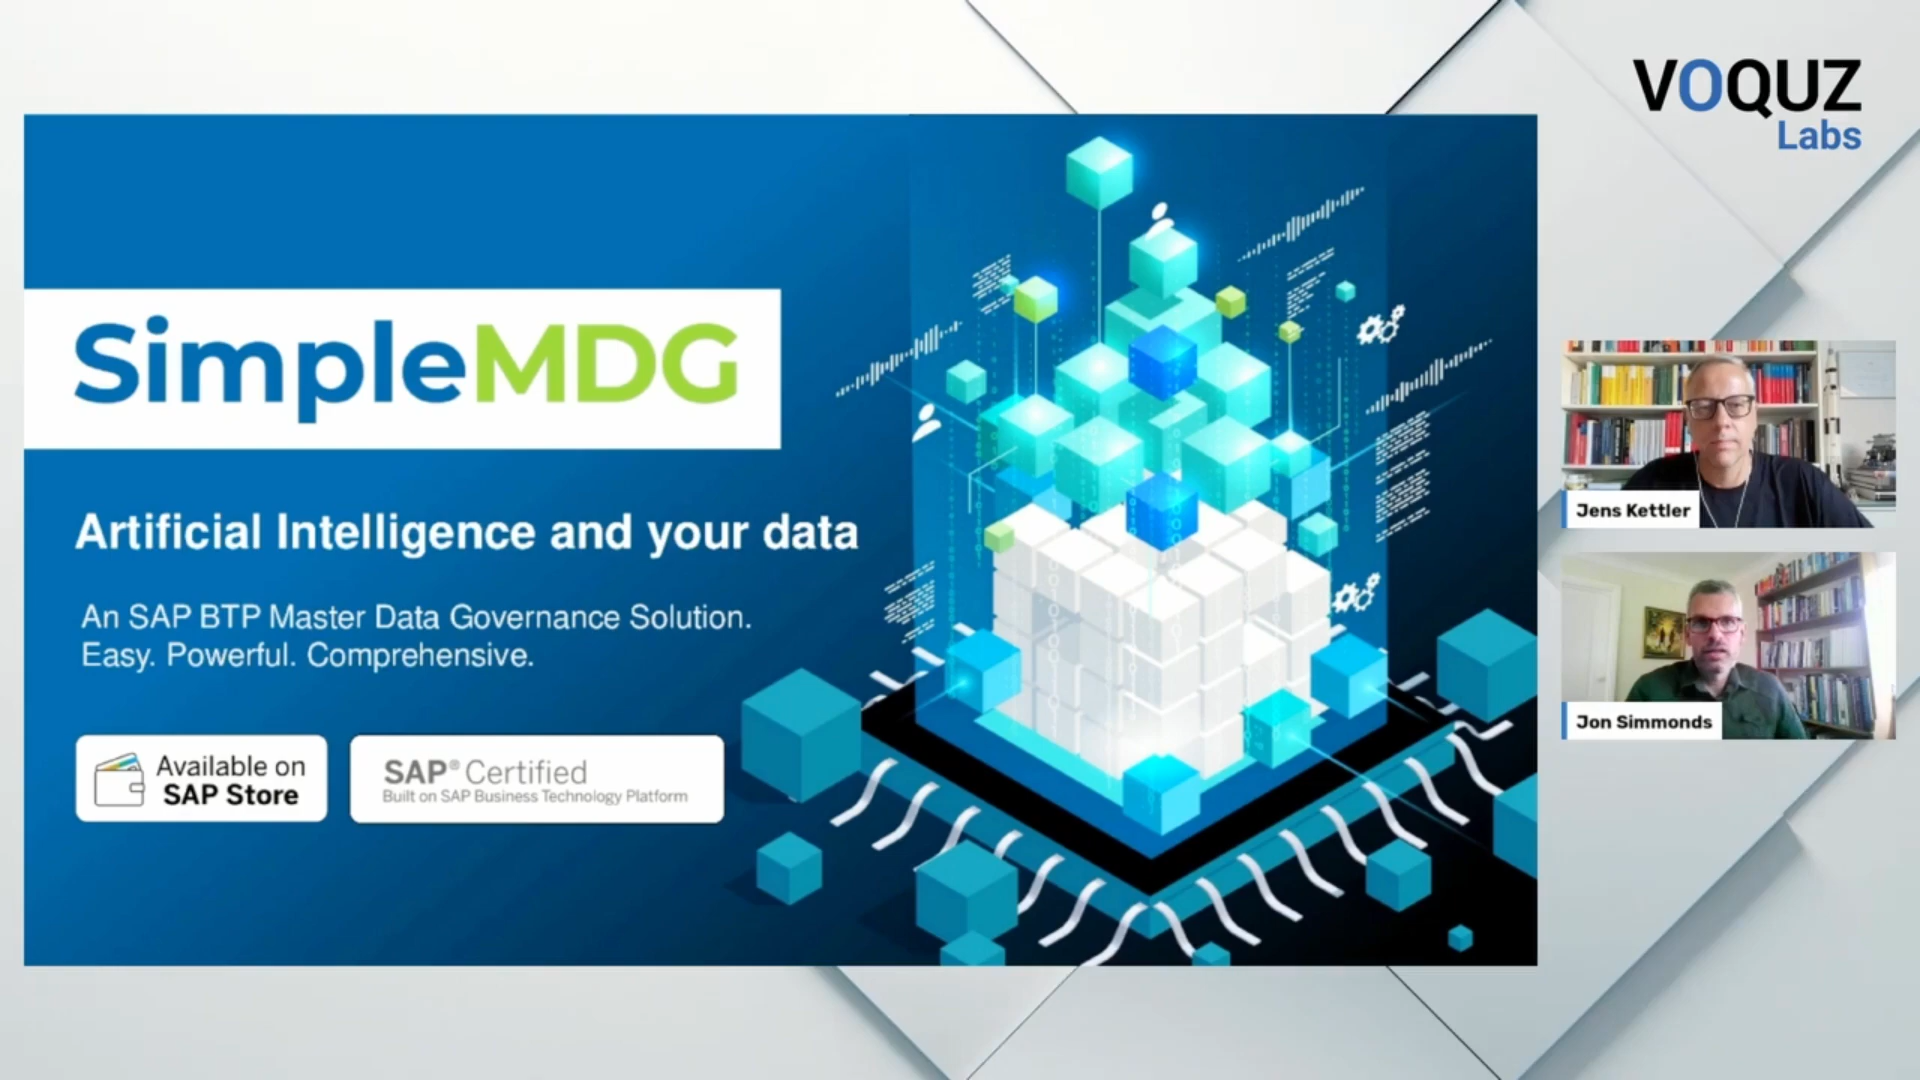 VOQUZ
Labs
SimpleMDG
Artificial Intelligence and your data
An SAP BTP Master Data Governance Solution.
Easy. Powerful. Comprehensive.
Available on
SAP Store
SAP® Certified
Built on SAP Business Technology Platform
Jens Kettler
Jon Simmonds